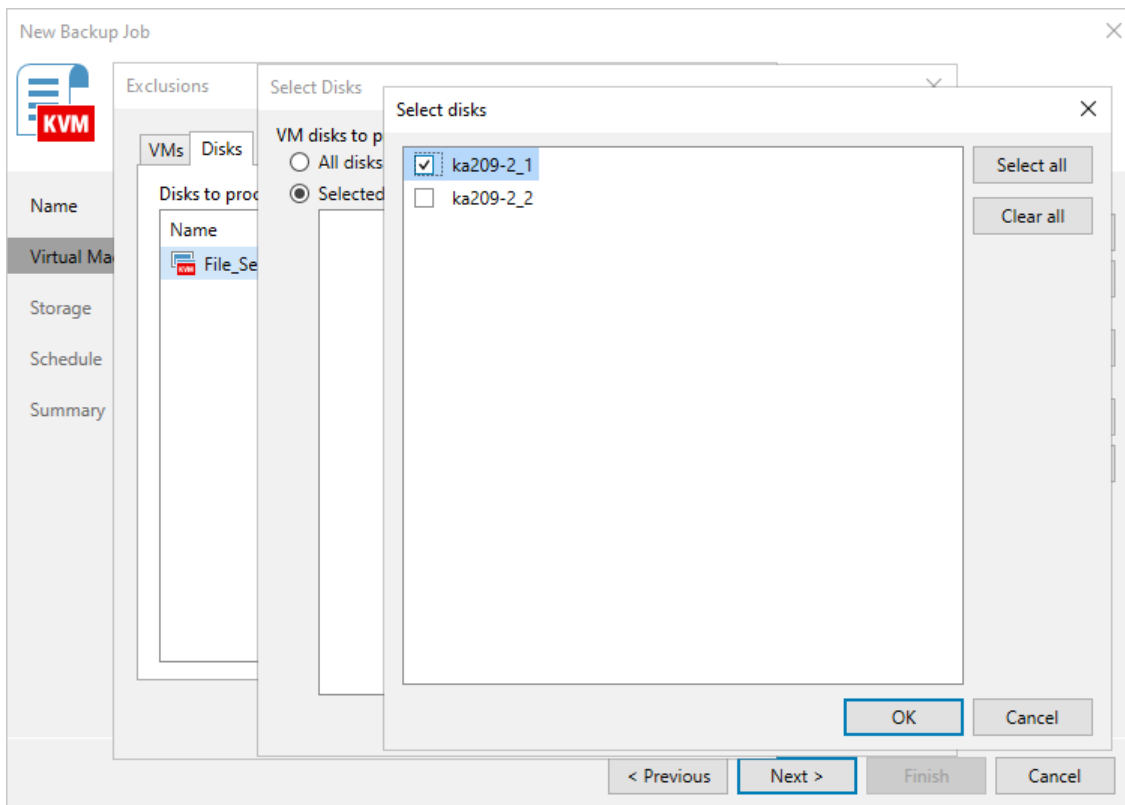 New Backup Job
KVM
Exclusions
Select Disks
Select disks
VMs
Disks
VM disks to p
All disks
Selected
Disks to proc
Name
KVM
File_Se
ka209-2_1
ka209-2_2
Select all
Clear all
Name
Virtual Ma
Storage
Schedule
Summary
OK
Cancel
< Previous
Next >
Finish
Cancel